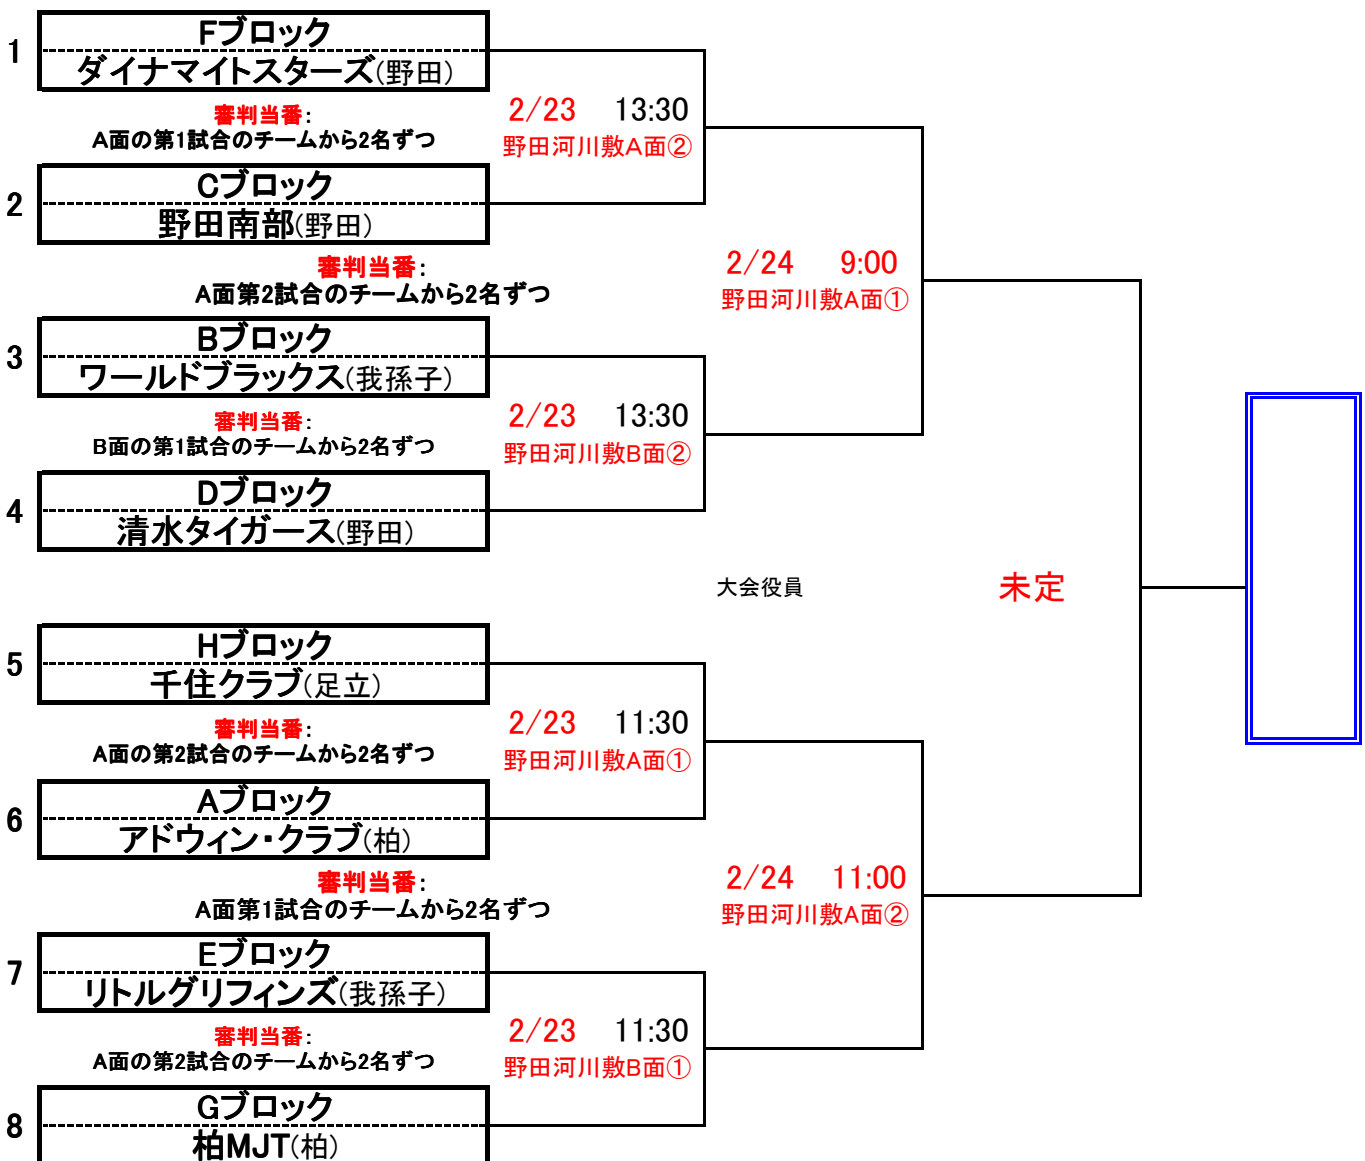 1
Fブロック
ダイナマイトスターズ(野田)
審判当番:
A面の第1試合のチームから2名ずつ
2/23 13:30
野田河川敷A面②
2
Cブロック
野田南部(野田)
審判当番:
A面第2試合のチームから2名ずつ
2/24 9:00
野田河川敷A面①
3
Bブロック
ワールドブラックス(我孫子)
審判当番:
B面の第1試合のチームから2名ずつ
2/23 13:30
野田河川敷B面②
4
Dブロック
清水タイガース(野田)
大会役員 未定
5
Hブロック
千住クラブ(足立)
審判当番:
A面の第2試合のチームから2名ずつ
2/23 11:30
野田河川敷A面①
6
Aブロック
アドウィン・クラブ(柏)
審判当番:
A面第1試合のチームから2名ずつ
2/24 11:00
野田河川敷A面②
7
Eブロック
リトルグリフィンズ(我孫子)
審判当番:
A面の第2試合のチームから2名ずつ
2/23 11:30
野田河川敷B面①
8
Gブロック
柏MJT(柏)